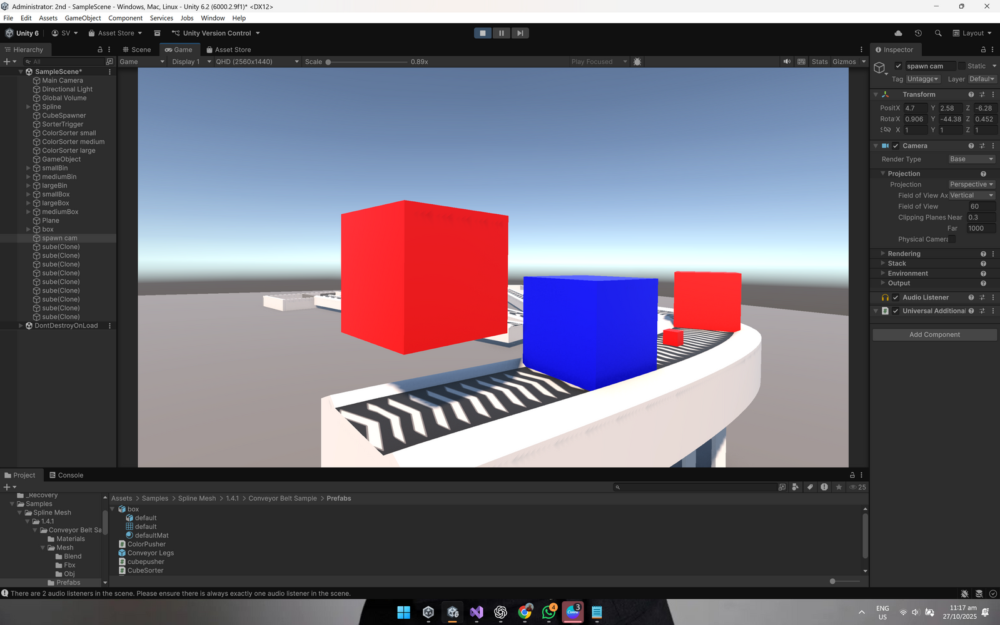 Administrator: 2nd - SampleScene - Windows, Mac, Linux - Unity 6.2 (6000.2.9f1)* <DX12>
File Edit Assets GameObject Component Services Jobs Window Help
Unity 6 SV Asset Store Unity Version Control Layout
Hierarchy
Scene Game Asset Store
Inspector
All
Game Display 1 QHD (2560x1440) Scale 0.89x Play Focused Stats Gizmos
SampleScene*
Main Camera
Directional Light
Global Volume
Spline
CubeSpawner
SorterTrigger
ColorSorter small
ColorSorter medium
ColorSorter large
GameObject
smallBin
mediumBin
largeBin
smallBox
largeBox
mediumBox
Plane
box
spawn cam
sube(Clone)
sube(Clone)
sube(Clone)
sube(Clone)
sube(Clone)
sube(Clone)
sube(Clone)
sube(Clone)
sube(Clone)
DontDestroyOnLoad
spawn cam Static
Tag Untagge Layer Defaul
Transform
Posit X 4.7 Y 2.58 Z -6.28
Rota X 0.906 Y -44.38 Z 0.452
X 1 Y 1 Z 1
Camera
Render Type Base
Projection
Projection Perspective
Field of View Ax Vertical
Field of View 60
Clipping Planes Near 0.3
Far 1000
Physical Camera
Rendering
Stack
Environment
Output
Audio Listener
Universal Additiona
Add Component
Project Console
25
_Recovery
Samples
Spline Mesh
1.4.1
Conveyor Belt Sa
Materials
Mesh
Blend
Fbx
Obj
Prefabs
Assets > Samples > Spline Mesh > 1.4.1 > Conveyor Belt Sample > Prefabs
box
default
default
defaultMat
ColorPusher
Conveyor Legs
cubepusher
CubeSorter
There are 2 audio listeners in the scene. Please ensure there is always exactly one audio listener in the scene.
4
Canva
3
ENG
US
11:17 am
27/10/2025